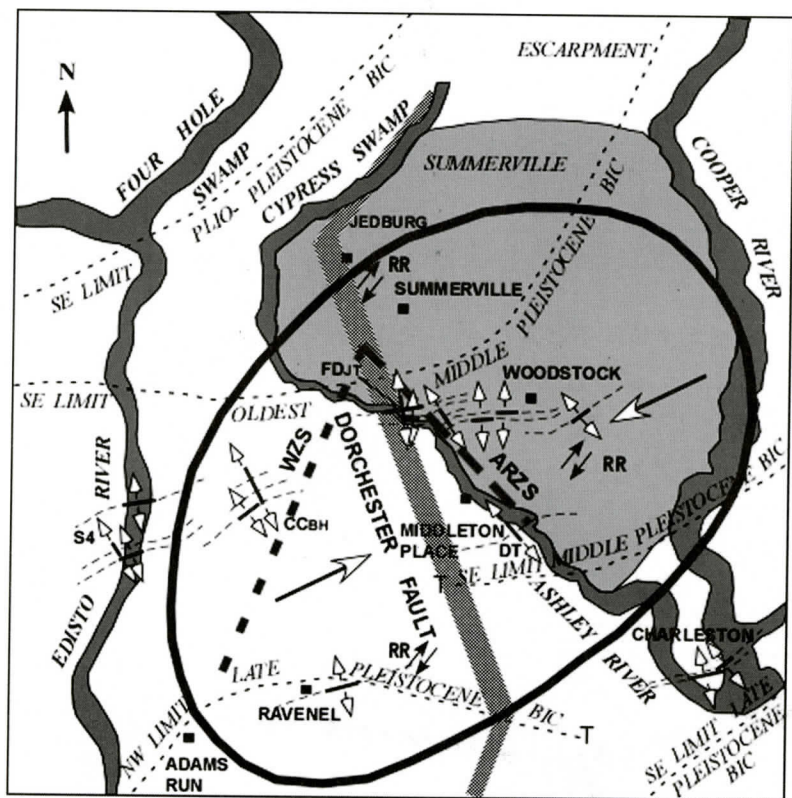 ESCARPMENT
N
FOUR HOLE
SWAMP
PLIO- PLEISTOCENE BIC
CYPRESS SWAMP
SUMMERVILLE
COOPER
RIVER
JEDBURG
RR
SUMMERVILLE
PLEISTOCENE BIC
SE LIMIT
FDJT
MIDDLE
WOODSTOCK
SE LIMIT
OLDEST
WZS
DORCHESTER
FAULT
ARZS
RR
RIVER
EDISTO
S4
CCBH
MIDDLETON
PLACE
DT
T
SE LIMIT MIDDLE PLEISTOCENE BIC
ASHLEY
RIVER
CHARLESTON
RR
NW LIMIT
LATE
PLEISTOCENE
BIC
T
RAVENEL
ADAMS
RUN
SE LIMIT LATE
PLEISTOCENE
BIC